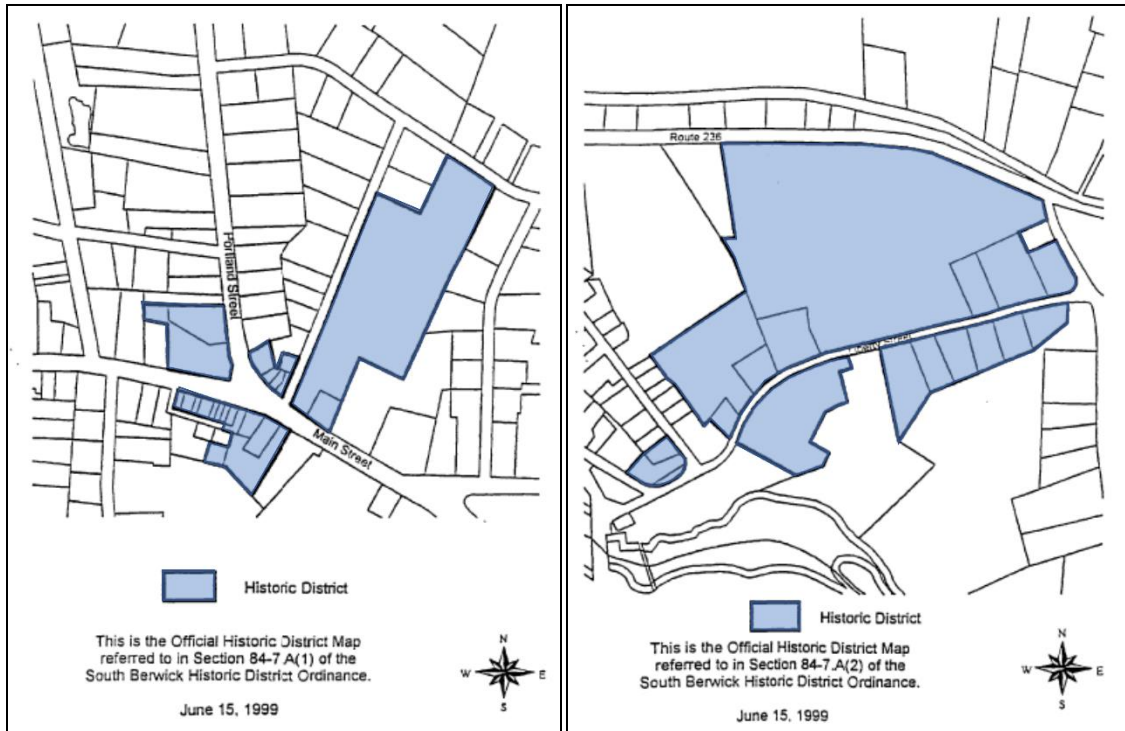 Portland Street
Main Street
Historic District
This is the Official Historic District Map
referred to in Section 84-7.A(1) of the
South Berwick Historic District Ordinance.
June 15, 1999
N
W
E
S
Route 236
Liberty Street
Historic District
This is the Official Historic District Map
referred to in Section 84-7.A(2) of the
South Berwick Historic District Ordinance.
June 15, 1999
N
W
E
S